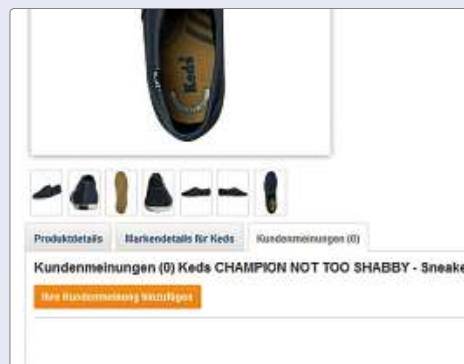 Keds
Produktdetails Markendetails für Keds Kundenmeinungen (0)
Kundenmeinungen (0) Keds CHAMPION NOT TOO SHABBY - Sneake
Ihre Kundenmeinung hinzufügen